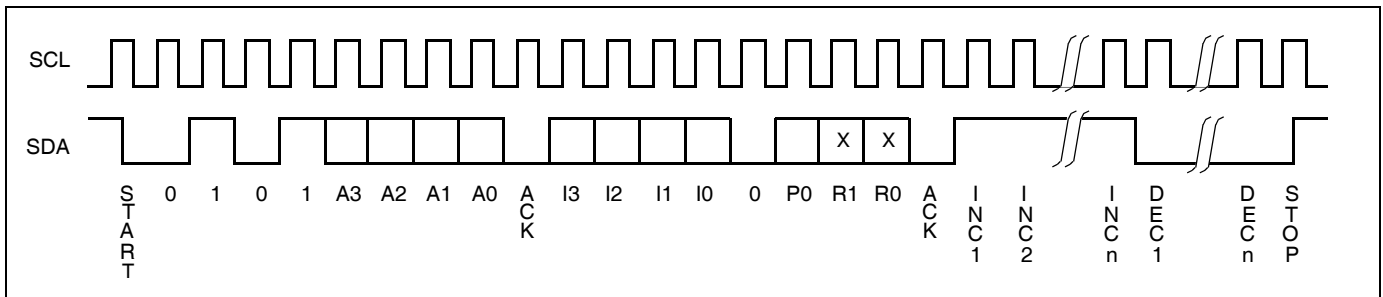 SCL
SDA
X X
START 0 1 0 1 A3 A2 A1 A0 ACK I3 I2 I1 I0 0 P0 R1 R0 ACK INC1 INC2 INCn DEC1 DECn STOP